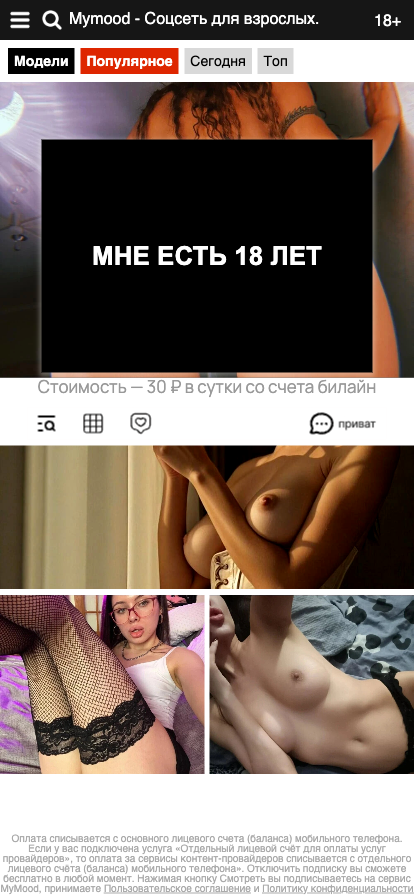 Mymood - Соцсеть для взрослых.
18+
Модели Популярное Сегодня Топ
МНЕ ЕСТЬ 18 ЛЕТ
Стоимость — 30 ₽ в сутки со счета билайн
приват
Оплата списывается с основного лицевого счета (баланса) мобильного телефона.
Если у вас подключена услуга «Отдельный лицевой счёт для оплаты услуг
провайдеров», то оплата за сервисы контент-провайдеров списывается с отдельного
лицевого счёта (баланса) мобильного телефона». Отключить подписку вы сможете
бесплатно в любой момент. Нажимая кнопку Смотреть вы подписываетесь на сервис
MyMood, принимаете Пользовательское соглашение и Политику конфиденциальности